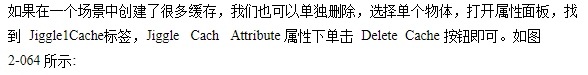 如果在一个场景中创建了很多缓存，我们也可以单独删除，选择单个物体，打开属性面板，找
到 Jiggle1Cache标签，Jiggle Cach Attribute 属性下单击 Delete Cache 按钮即可。如图
2-064 所示：